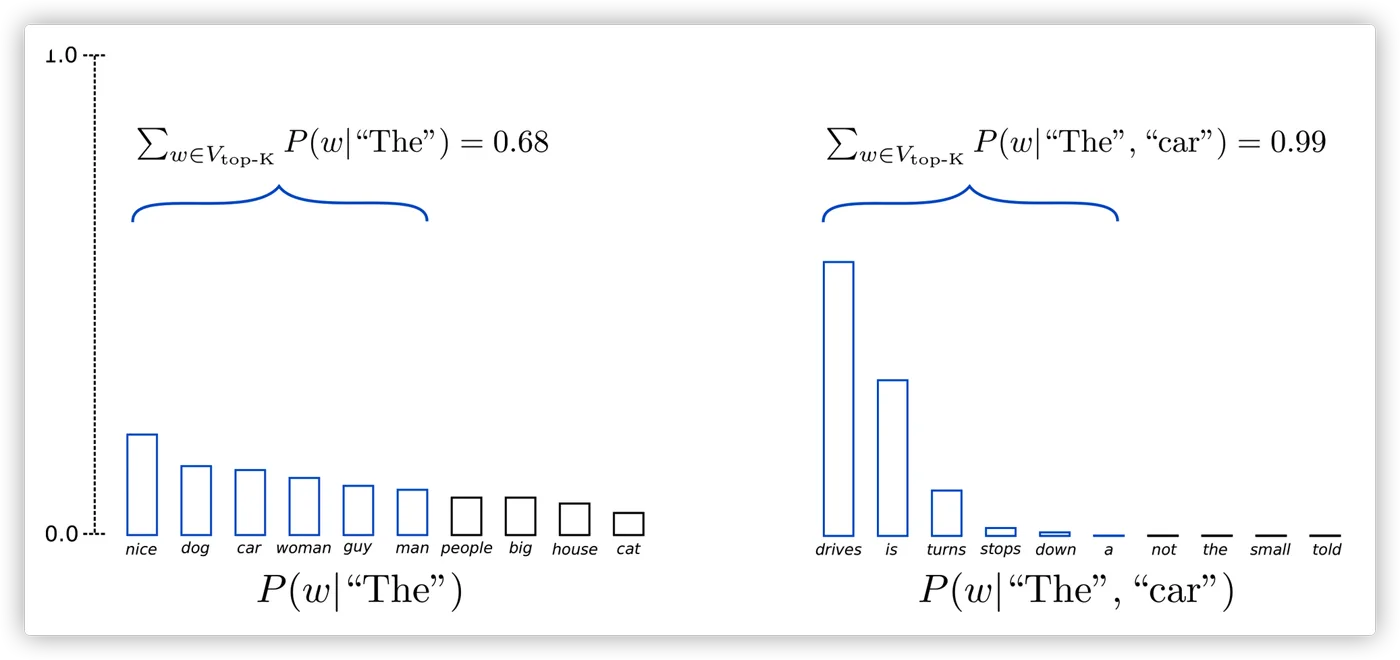 1.0
∑w∈Vtop-K P(w|“The”) = 0.68
∑w∈Vtop-K P(w|“The”, “car”) = 0.99
0.0
nice dog car woman guy man people big house cat
drives is turns stops down a not the small told
P(w|“The”)
P(w|“The”, “car”)